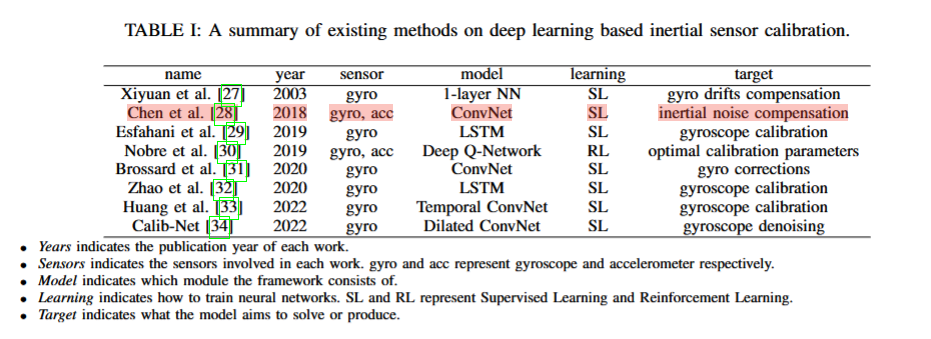 TABLE I: A summary of existing methods on deep learning based inertial sensor calibration.
name year sensor model learning target
Xiyuan et al. [27] 2003 gyro 1-layer NN SL gyro drifts compensation
Chen et al. [28] 2018 gyro, acc ConvNet SL inertial noise compensation
Esfahani et al. [29] 2019 gyro LSTM SL gyroscope calibration
Nobre et al. [30] 2019 gyro, acc Deep Q-Network RL optimal calibration parameters
Brossard et al. [31] 2020 gyro ConvNet SL gyro corrections
Zhao et al. [32] 2020 gyro LSTM SL gyroscope calibration
Huang et al. [33] 2022 gyro Temporal ConvNet SL gyroscope calibration
Calib-Net [34] 2022 gyro Dilated ConvNet SL gyroscope denoising
• Years indicates the publication year of each work.
• Sensors indicates the sensors involved in each work. gyro and acc represent gyroscope and accelerometer respectively.
• Model indicates which module the framework consists of.
• Learning indicates how to train neural networks. SL and RL represent Supervised Learning and Reinforcement Learning.
• Target indicates what the model aims to solve or produce.